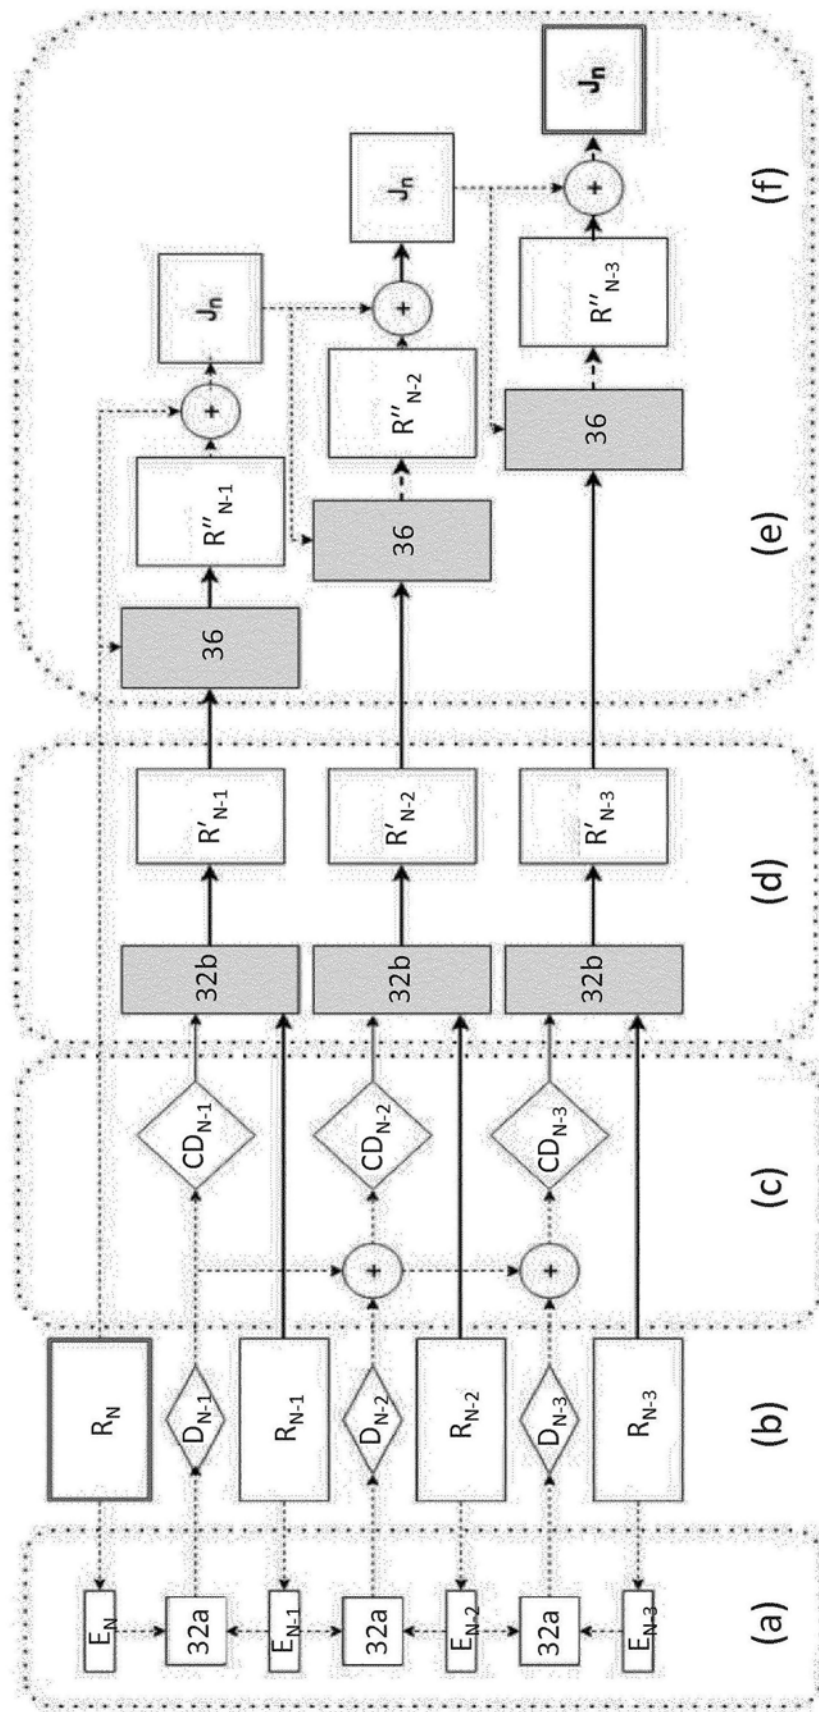 E_N
32a
E_N-1
32a
E_N-2
32a
E_N-3
(a)
R_N
D_N-1
R_N-1
D_N-2
R_N-2
D_N-3
R_N-3
(b)
CD_N-1
+
CD_N-2
+
CD_N-3
(c)
32b
R'_N-1
32b
R'_N-2
32b
R'_N-3
(d)
36
R''_N-1
+
J_n
36
R''_N-2
+
J_n
36
R''_N-3
+
J_n
(e)
(f)